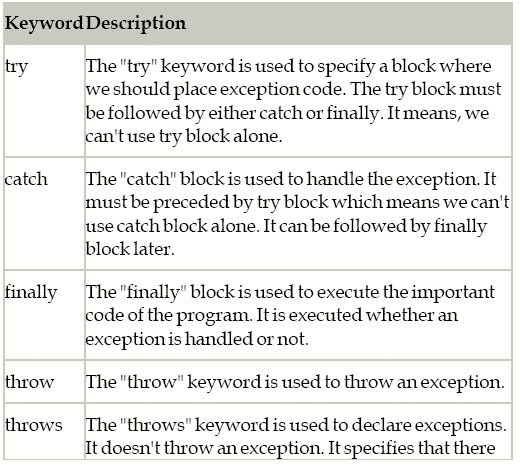 Keyword Description
try The "try" keyword is used to specify a block where
we should place exception code. The try block must
be followed by either catch or finally. It means, we
can't use try block alone.
catch The "catch" block is used to handle the exception. It
must be preceded by try block which means we can't
use catch block alone. It can be followed by finally
block later.
finally The "finally" block is used to execute the important
code of the program. It is executed whether an
exception is handled or not.
throw The "throw" keyword is used to throw an exception.
throws The "throws" keyword is used to declare exceptions.
It doesn't throw an exception. It specifies that there